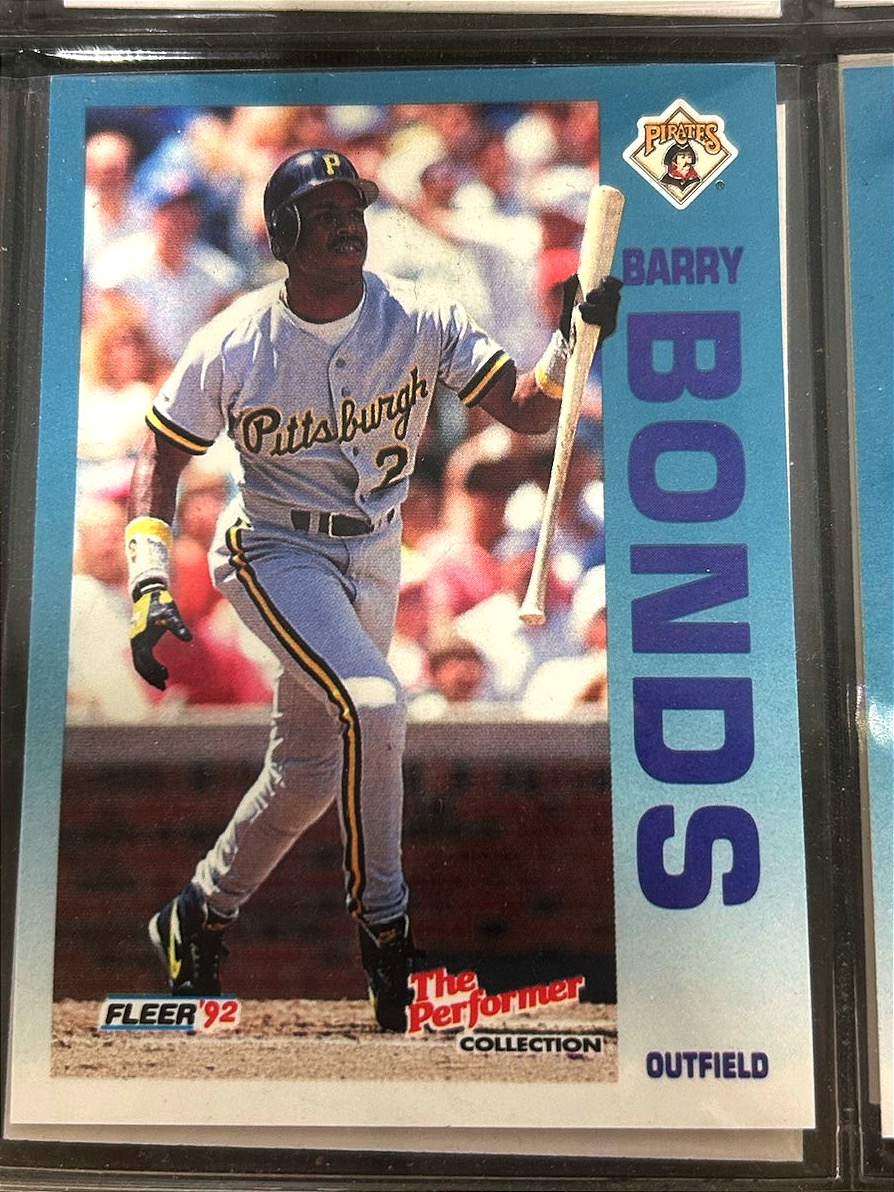 P
PIRATES
BARRY
BONDS
Pittsburgh
2
FLEER '92
The
Performer
COLLECTION
OUTFIELD